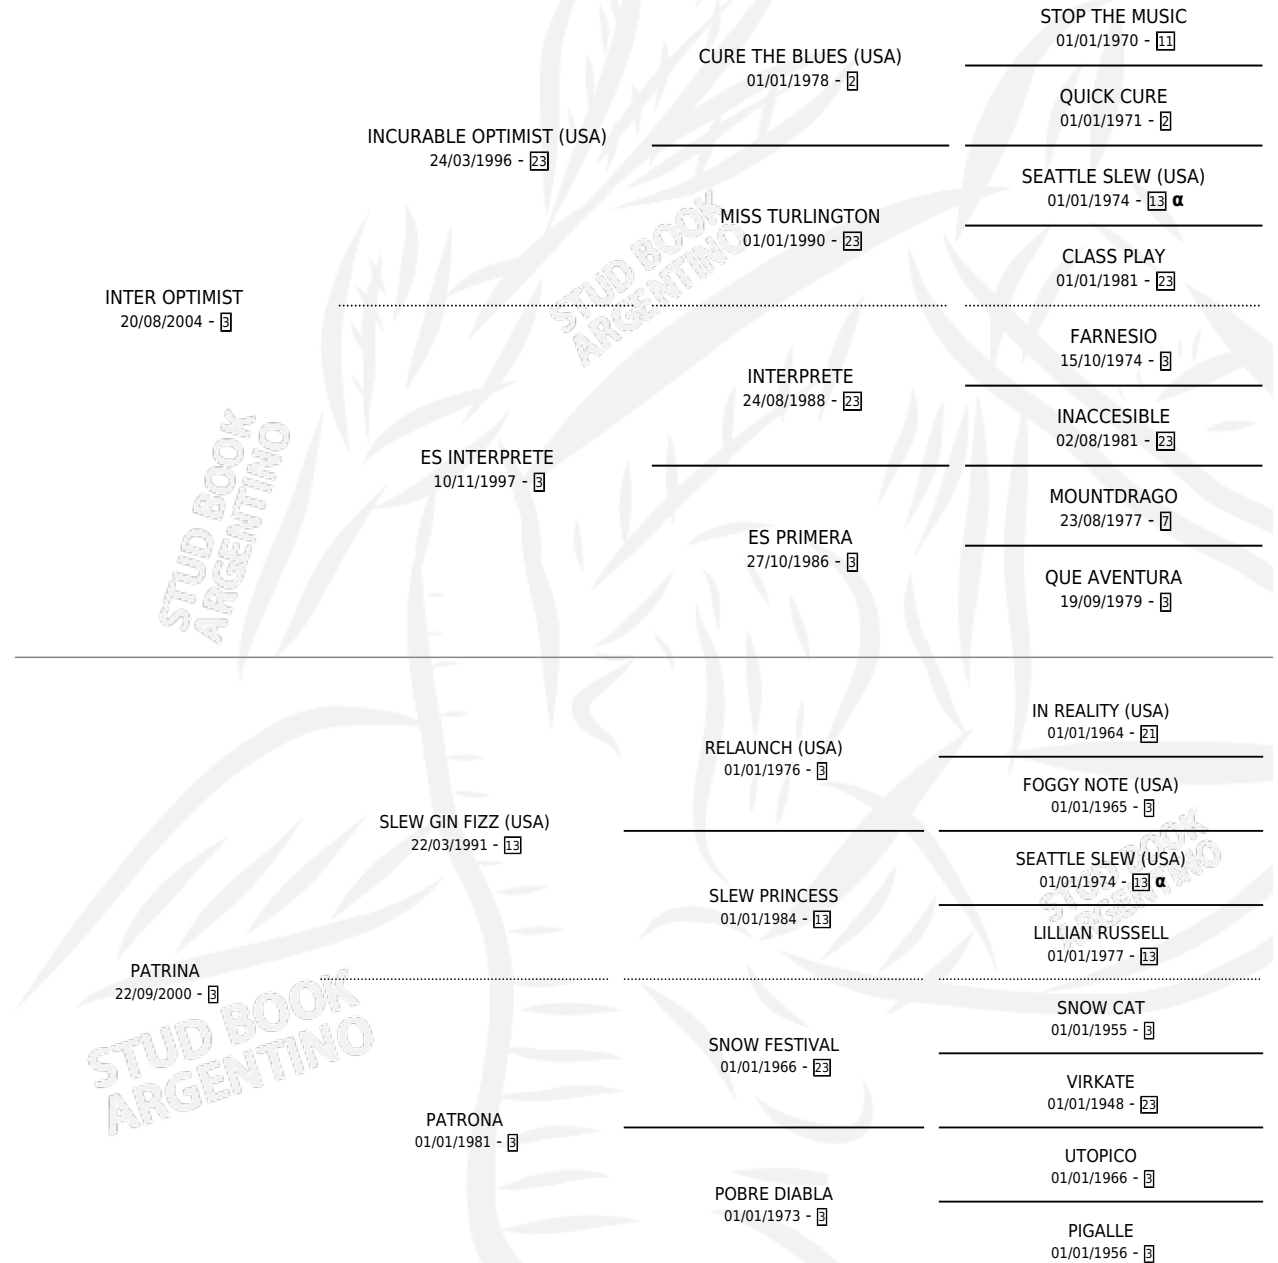 STOP THE MUSIC
01/01/1970 - 11
CURE THE BLUES (USA)
01/01/1978 - 2
QUICK CURE
01/01/1971 - 2
INCURABLE OPTIMIST (USA)
24/03/1996 - 23
SEATTLE SLEW (USA)
01/01/1974 - 13 α
MISS TURLINGTON
01/01/1990 - 23
CLASS PLAY
01/01/1981 - 23
INTER OPTIMIST
20/08/2004 - 3
FARNESIO
15/10/1974 - 3
INTERPRETE
24/08/1988 - 23
INACCESIBLE
02/08/1981 - 23
ES INTERPRETE
10/11/1997 - 3
MOUNTDRAGO
23/08/1977 - 7
ES PRIMERA
27/10/1986 - 3
QUE AVENTURA
19/09/1979 - 3
IN REALITY (USA)
01/01/1964 - 21
RELAUNCH (USA)
01/01/1976 - 3
FOGGY NOTE (USA)
01/01/1965 - 3
SLEW GIN FIZZ (USA)
22/03/1991 - 13
SEATTLE SLEW (USA)
01/01/1974 - 13 α
SLEW PRINCESS
01/01/1984 - 13
LILLIAN RUSSELL
01/01/1977 - 13
PATRINA
22/09/2000 - 3
SNOW CAT
01/01/1955 - 3
SNOW FESTIVAL
01/01/1966 - 23
VIRKATE
01/01/1948 - 23
PATRONA
01/01/1981 - 3
UTOPICO
01/01/1966 - 3
POBRE DIABLA
01/01/1973 - 3
PIGALLE
01/01/1956 - 3
STUD BOOK
ARGENTINO
STUD BOOK
ARGENTINO
STUD BOOK
ARGENTINO
STUD BOOK
ARGENTINO